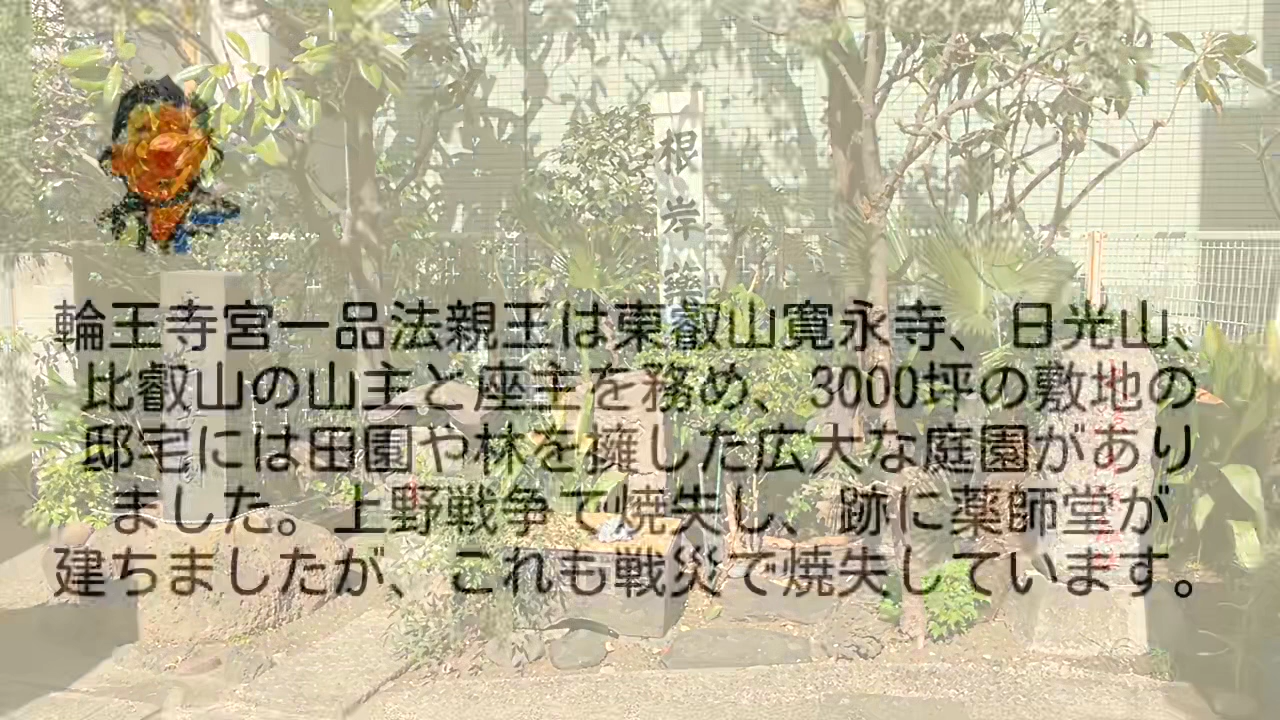 根岸薬
輪王寺宮一品法親王は東叡山寛永寺、日光山、
比叡山の山主と座主を務め、3000坪の敷地の
邸宅には田園や林を擁した広大な庭園があり
ました。上野戦争で焼失し、跡に薬師堂が
建ちましたが、これも戦災で焼失しています。